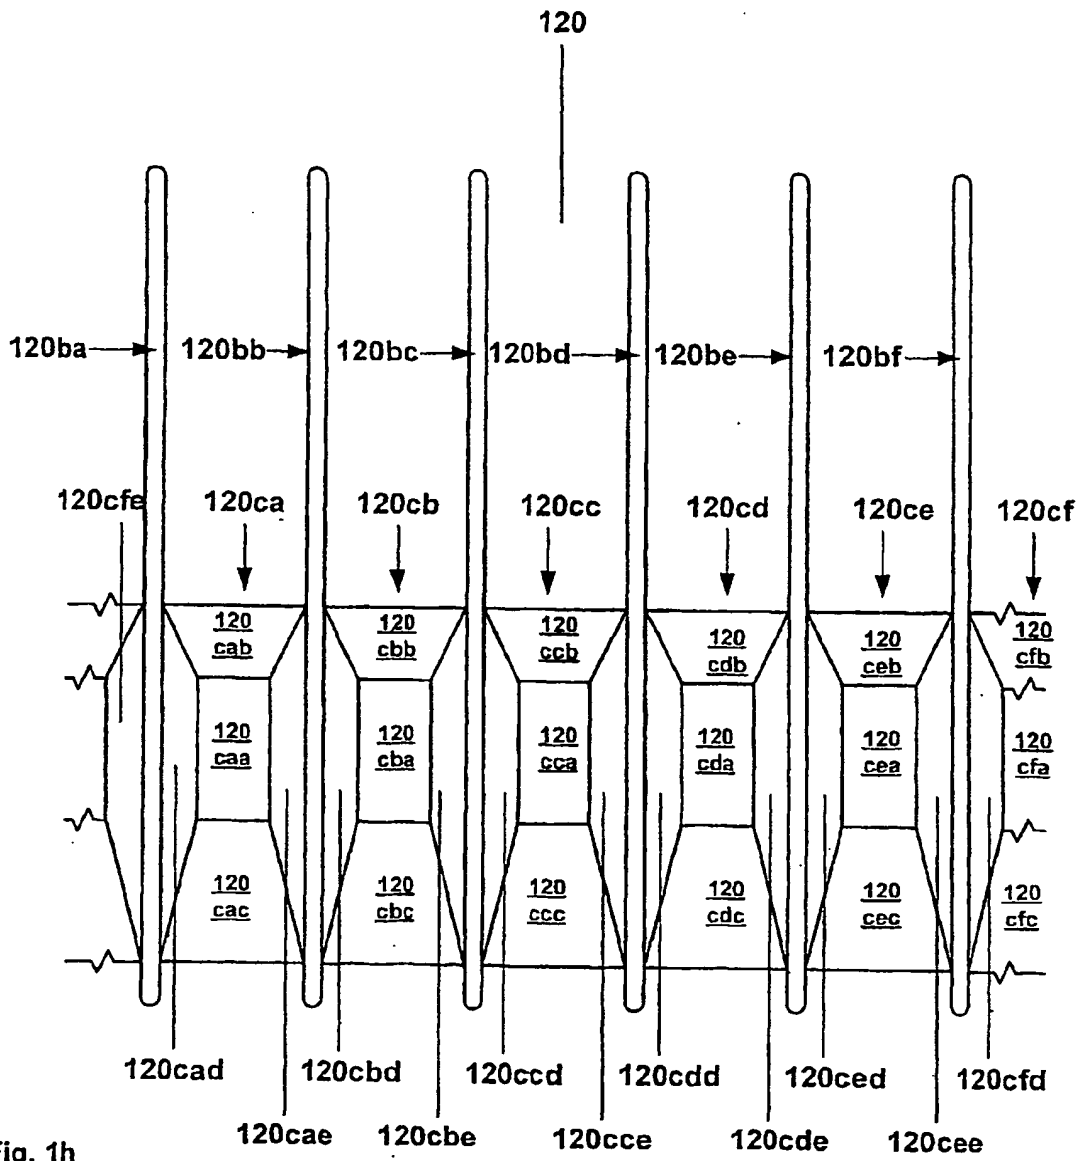 120
120ba 120bb 120bc 120bd 120be 120bf
120cfe 120ca 120cb 120cc 120cd 120ce 120cf
120 120 120 120 120 120
cab cbb ccb cdb ceb cfb
120 120 120 120 120 120
caa cba cca cda cea cfa
120 120 120 120 120 120
cac cbc ccc cdc cec cfc
120cad 120cbd 120ccd 120cdd 120ced 120cfd
120cae 120cbe 120cce 120cde 120cee
ig. 1h